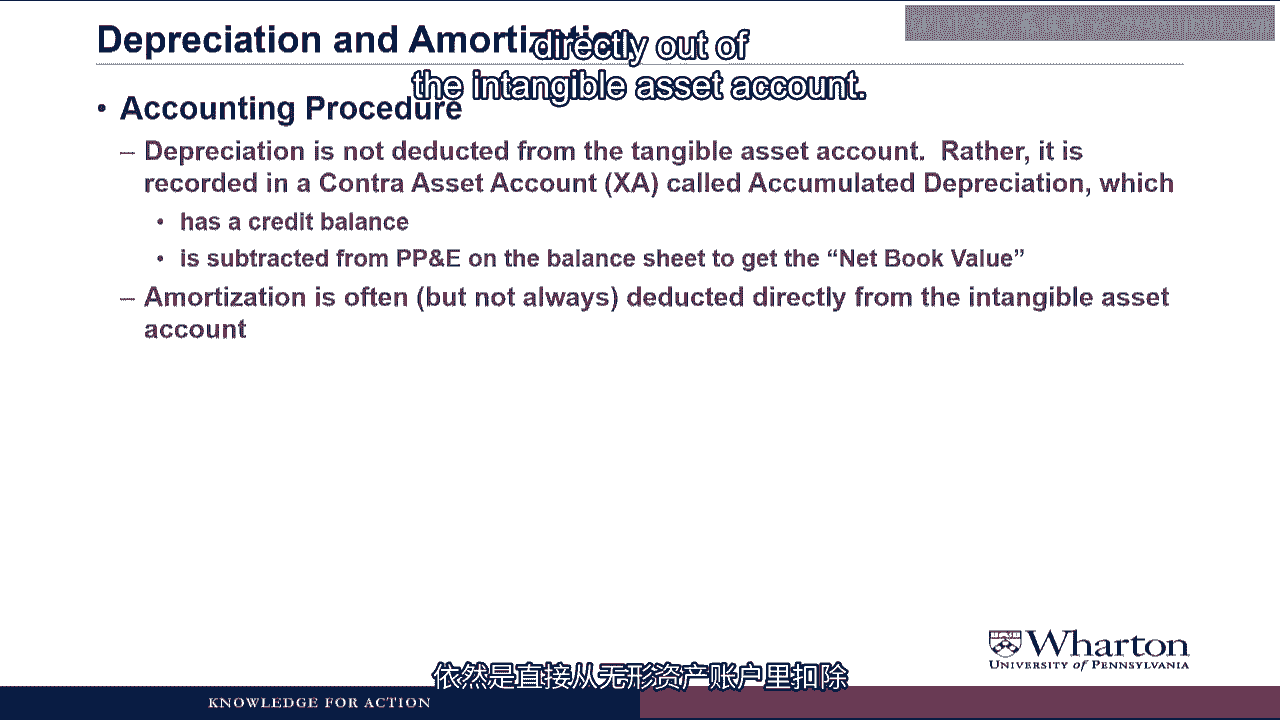 Depreciation and Amortization
directly out of
the intangible asset account.
• Accounting Procedure
– Depreciation is not deducted from the tangible asset account. Rather, it is
recorded in a Contra Asset Account (XA) called Accumulated Depreciation, which
• has a credit balance
• is subtracted from PP&E on the balance sheet to get the “Net Book Value”
– Amortization is often (but not always) deducted directly from the intangible asset
account
Wharton
UNIVERSITY of PENNSYLVANIA
依然是直接从无形资产账户里扣除
KNOWLEDGE FOR ACTION